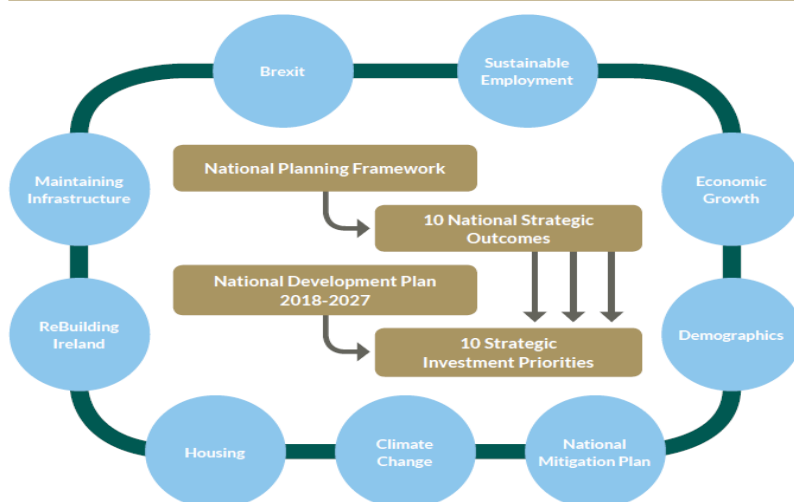 Brexit
Sustainable
Employment
Maintaining
Infrastructure
National Planning Framework
Economic
Growth
10 National Strategic
Outcomes
National Development Plan
2018-2027
ReBuilding
Ireland
10 Strategic
Investment Priorities
Demographics
Housing
Climate
Change
National
Mitigation Plan